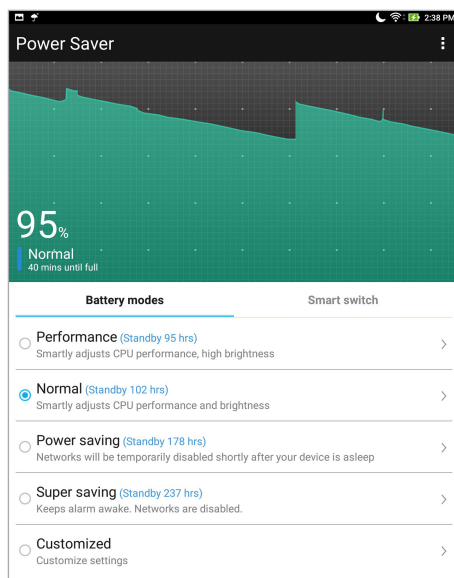 2:38 PM
Power Saver
95%
Normal
40 mins until full
Battery modes Smart switch
Performance (Standby 95 hrs)
Smartly adjusts CPU performance, high brightness
Normal (Standby 102 hrs)
Smartly adjusts CPU performance and brightness
Power saving (Standby 178 hrs)
Networks will be temporarily disabled shortly after your device is asleep
Super saving (Standby 237 hrs)
Keeps alarm awake. Networks are disabled.
Customized
Customize settings